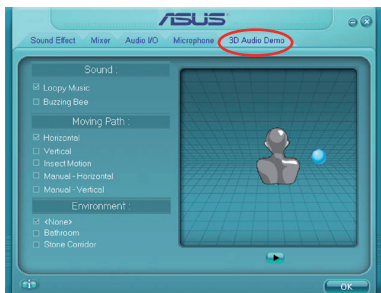 ASUS
Sound Effect Mixer Audio I/O Microphone 3D Audio Demo
Sound :
Loopy Music
Buzzing Bee
Moving Path :
Horizontal
Vertical
Insect Motion
Manual - Horizontal
Manual - Vertical
Environment :
<None>
Bathroom
Stone Corridor
OK